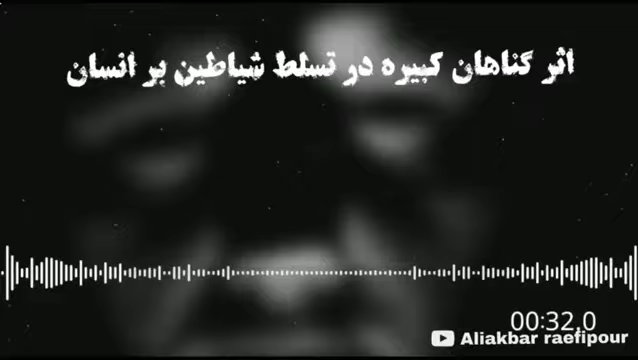 اثر گناهان کبیره در تسلط شیاطین بر انسان
00:32.0
Aliakbar raefipour